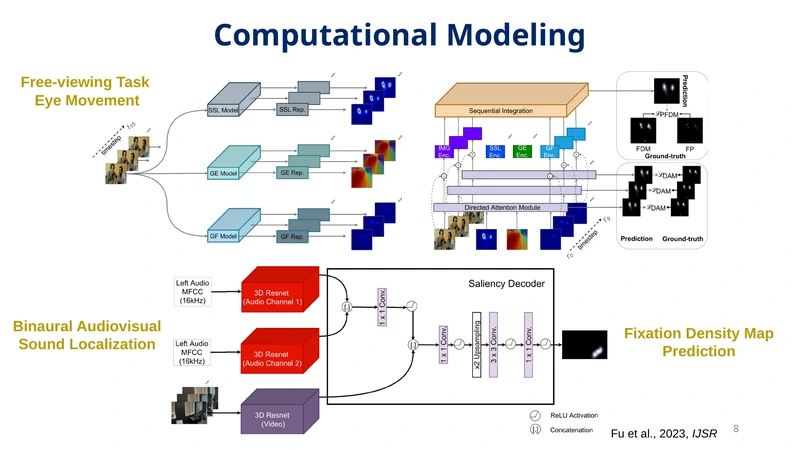 Computational Modeling
Free-viewing Task
Eye Movement
timestep
SSL Model
SSL Rep.
GE Model
GE Rep.
GF Model
GF Rep.
Sequential Integration
IMG
Enc.
SSL
Enc.
GE
Enc.
GF
Enc.
Directed Attention Module
timestep
Prediction
ℒPFDM
FDM
FP
Ground-truth
ℒDAM
ℒDAM
ℒDAM
Prediction
Ground-truth
Binaural Audiovisual
Sound Localization
Left Audio
MFCC
(16kHz)
3D Resnet
(Audio Channel 1)
Left Audio
MFCC
(16kHz)
3D Resnet
(Audio Channel 2)
3D Resnet
(Video)
Saliency Decoder
1 x 1 Conv.
1 x 1 Conv.
x2 Upsampling
3 x 3 Conv.
1 x 1 Conv.
Fixation Density Map
Prediction
ReLU Activation
Concatenation
Fu et al., 2023, IJSR
8